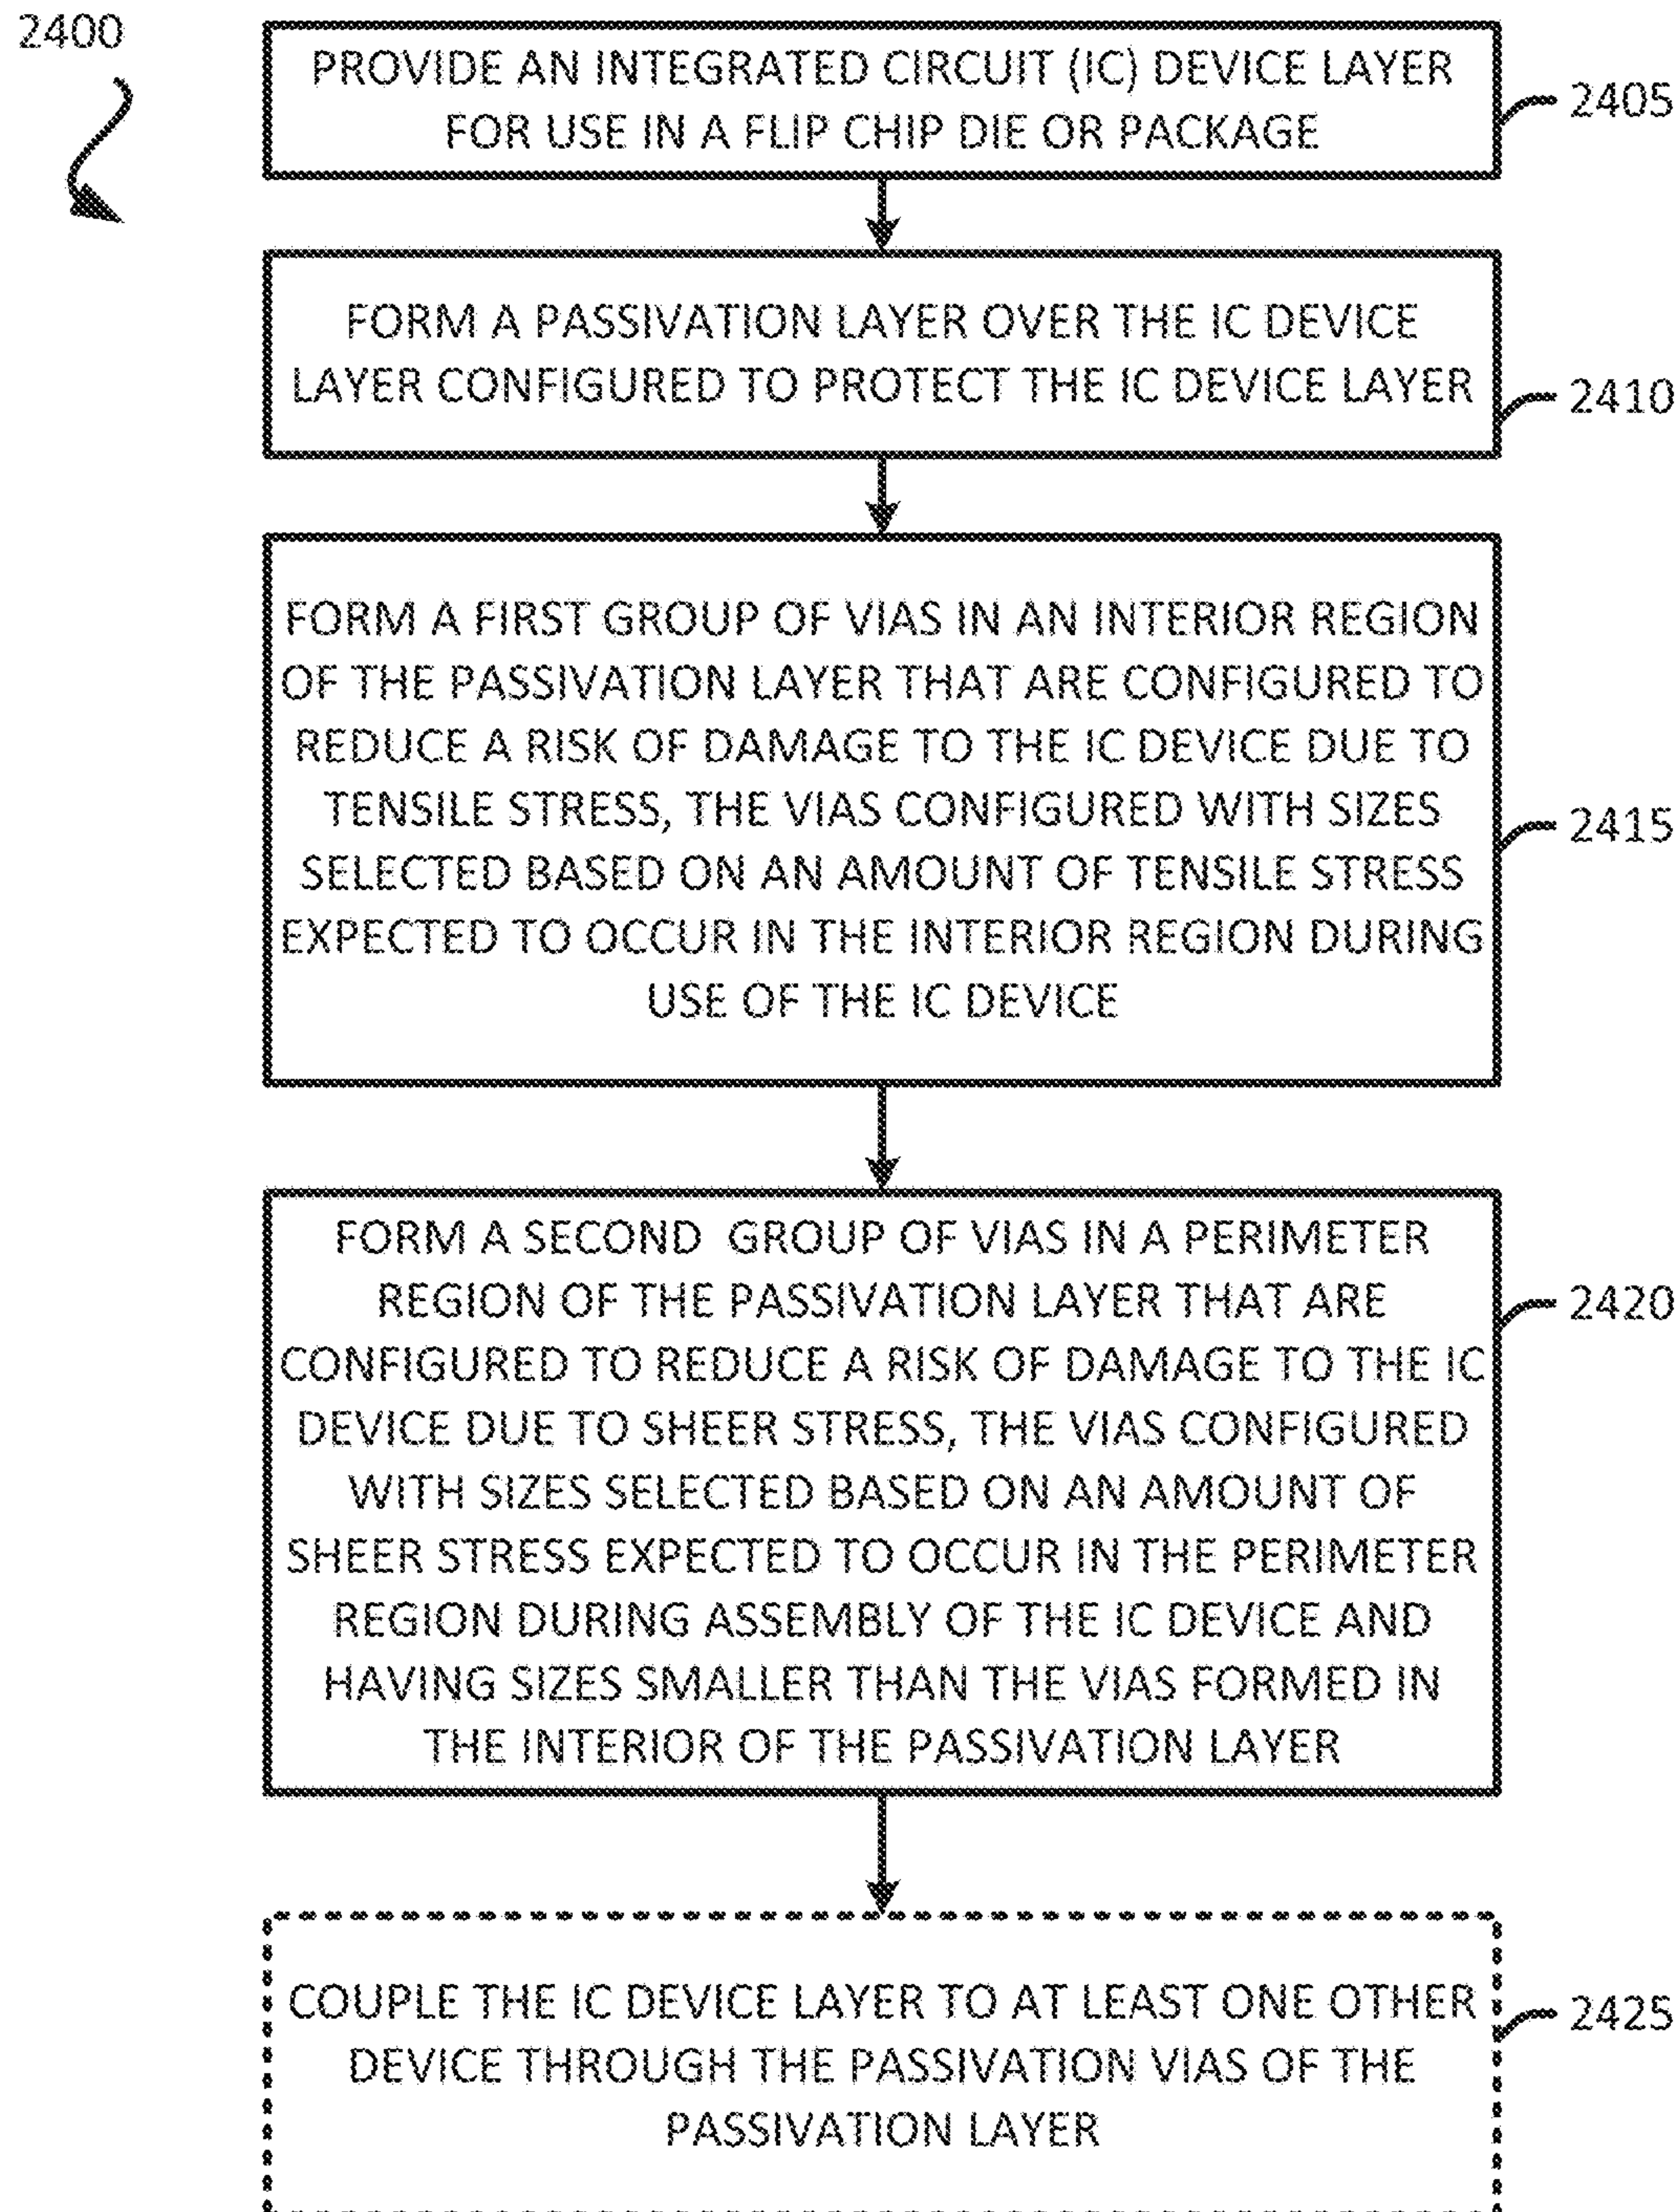 2400
PROVIDE AN INTEGRATED CIRCUIT (IC) DEVICE LAYER
FOR USE IN A FLIP CHIP DIE OR PACKAGE
2405
FORM A PASSIVATION LAYER OVER THE IC DEVICE
LAYER CONFIGURED TO PROTECT THE IC DEVICE LAYER
2410
FORM A FIRST GROUP OF VIAS IN AN INTERIOR REGION
OF THE PASSIVATION LAYER THAT ARE CONFIGURED TO
REDUCE A RISK OF DAMAGE TO THE IC DEVICE DUE TO
TENSILE STRESS, THE VIAS CONFIGURED WITH SIZES
SELECTED BASED ON AN AMOUNT OF TENSILE STRESS
EXPECTED TO OCCUR IN THE INTERIOR REGION DURING
USE OF THE IC DEVICE
2415
FORM A SECOND GROUP OF VIAS IN A PERIMETER
REGION OF THE PASSIVATION LAYER THAT ARE
CONFIGURED TO REDUCE A RISK OF DAMAGE TO THE IC
DEVICE DUE TO SHEER STRESS, THE VIAS CONFIGURED
WITH SIZES SELECTED BASED ON AN AMOUNT OF
SHEER STRESS EXPECTED TO OCCUR IN THE PERIMETER
REGION DURING ASSEMBLY OF THE IC DEVICE AND
HAVING SIZES SMALLER THAN THE VIAS FORMED IN
THE INTERIOR OF THE PASSIVATION LAYER
2420
COUPLE THE IC DEVICE LAYER TO AT LEAST ONE OTHER
DEVICE THROUGH THE PASSIVATION VIAS OF THE
PASSIVATION LAYER
2425